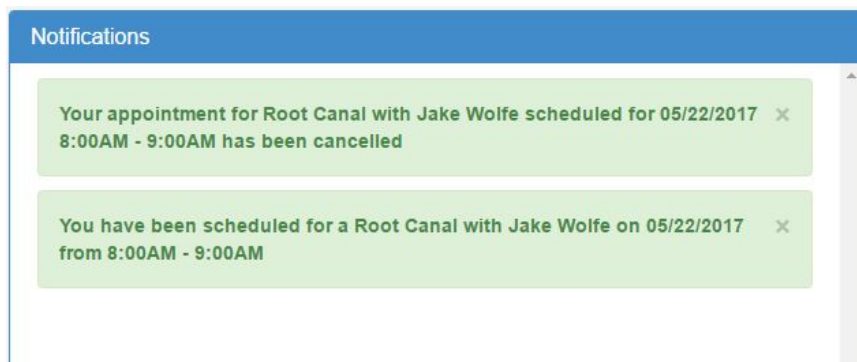 Notifications
Your appointment for Root Canal with Jake Wolfe scheduled for 05/22/2017
8:00AM - 9:00AM has been cancelled
You have been scheduled for a Root Canal with Jake Wolfe on 05/22/2017
from 8:00AM - 9:00AM